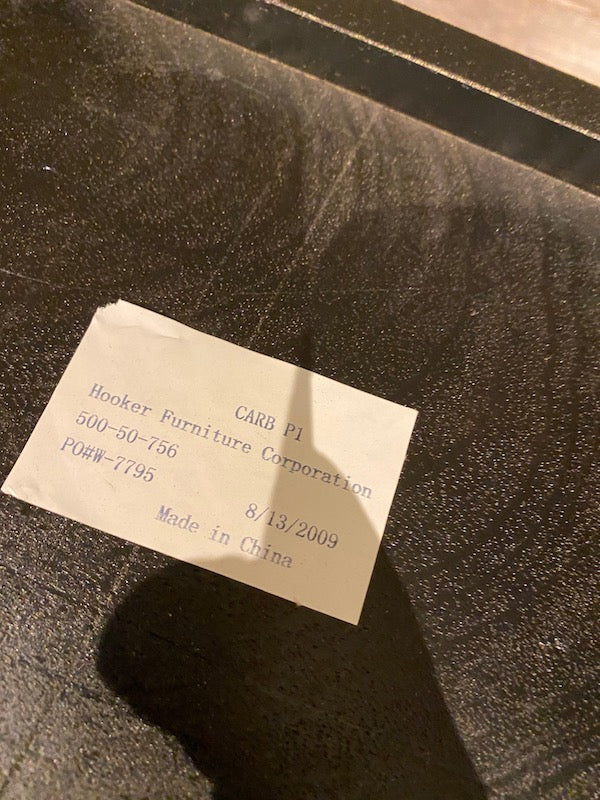 CARB P1
Hooker Furniture Corporation
500-50-756
PO#W-7795
8/13/2009
Made in China